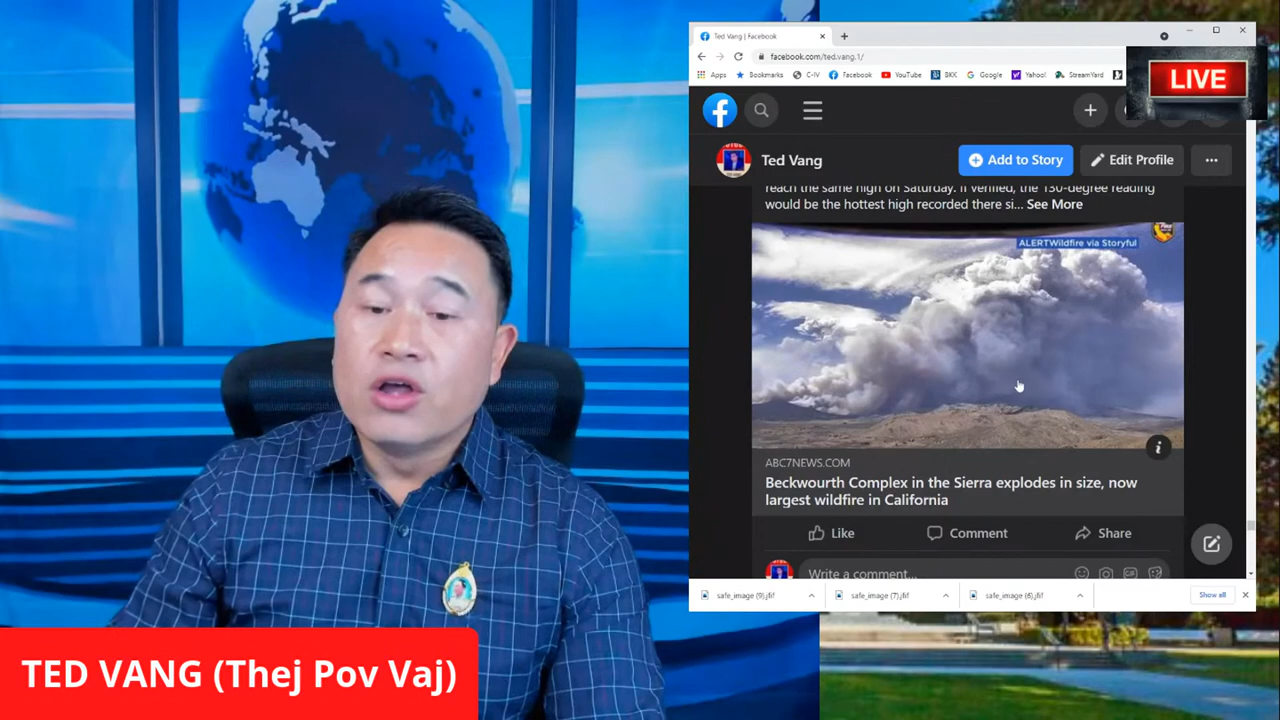 Ted Vang | Facebook
facebook.com/ted.vang.1/
Apps Bookmarks C-IV Facebook YouTube BKK Google Yahoo! StreamYard
LIVE
Ted Vang
Add to Story
Edit Profile
reach the same high on Saturday. If verified, the 130-degree reading
would be the hottest high recorded there si... See More
ALERTWildfire via Storyful
ABC7NEWS.COM
Beckwourth Complex in the Sierra explodes in size, now
largest wildfire in California
Like Comment Share
Write a comment...
GIF
safe_image (9).jfif safe_image (7).jfif safe_image (6).jfif Show all
TED VANG (Thej Pov Vaj)